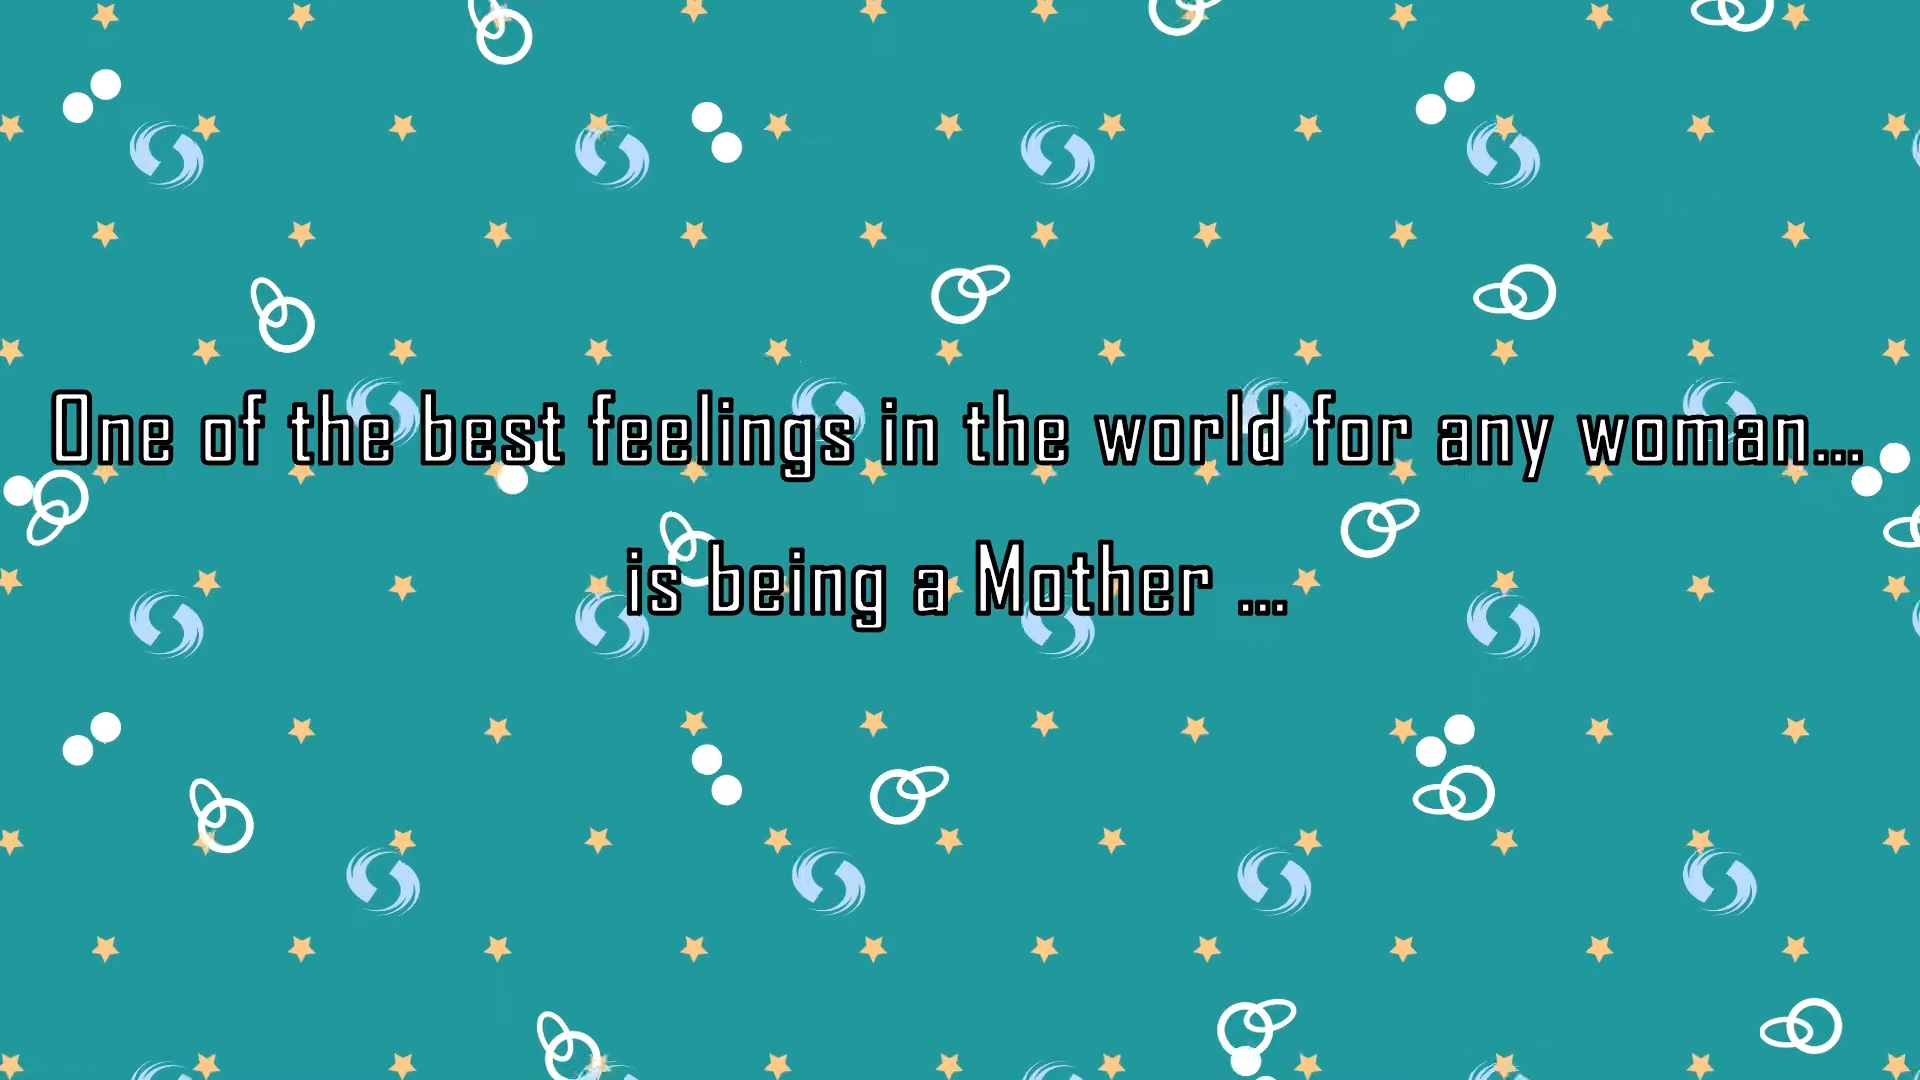 One of the best feelings in the world for any woman...
is being a Mother ...